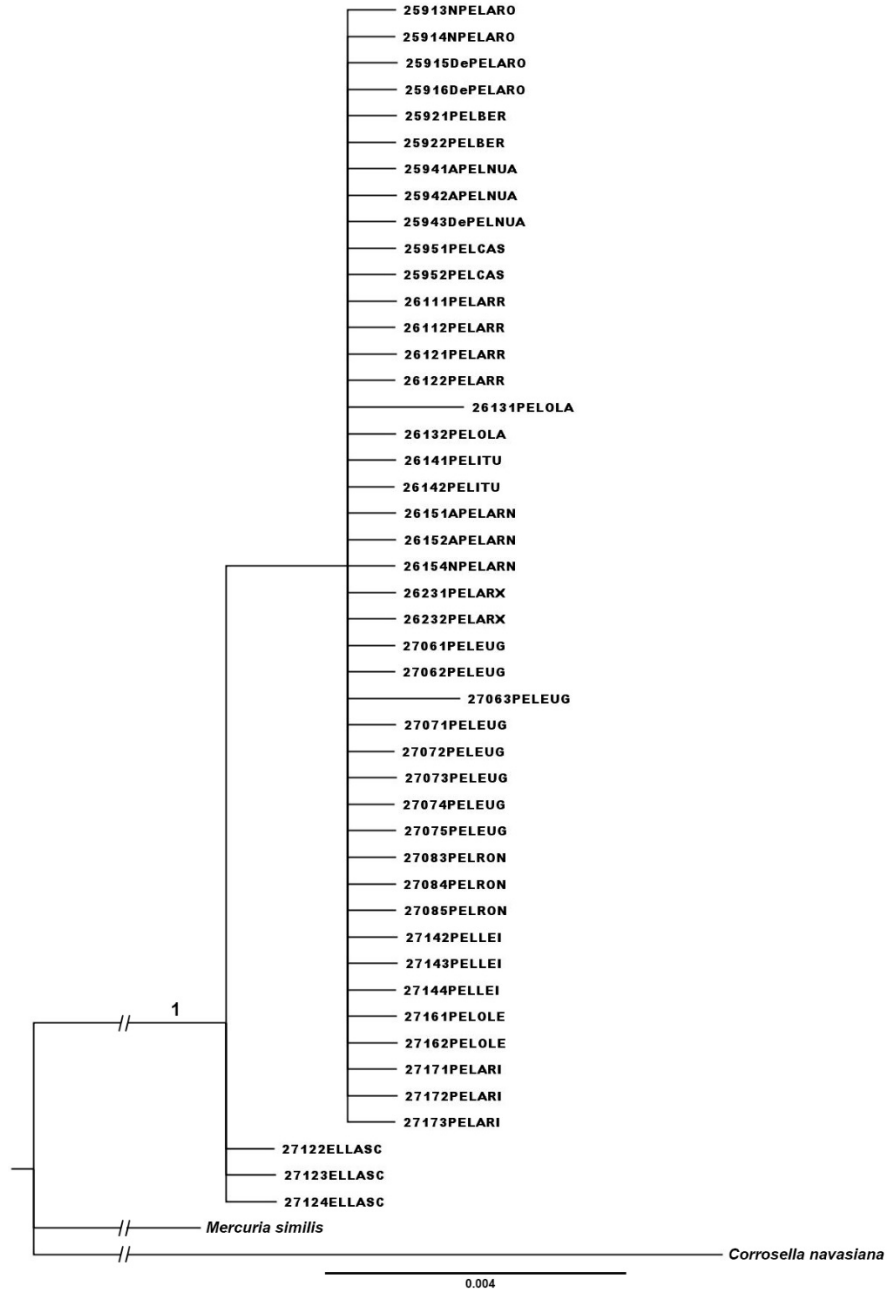 25913NPELARO
25914NPELARO
25915DePELARO
25916DePELARO
25921PELBER
25922PELBER
25941APELNUA
25942APELNUA
25943DePELNUA
25951PELCAS
25952PELCAS
26111PELARR
26112PELARR
26121PELARR
26122PELARR
26131PELOLA
26132PELOLA
26141PELITU
26142PELITU
26151APELARN
26152APELARN
26154NPELARN
26231PELARX
26232PELARX
27061PELEUG
27062PELEUG
27063PELEUG
27071PELEUG
27072PELEUG
27073PELEUG
27074PELEUG
27075PELEUG
27083PELRON
27084PELRON
27085PELRON
27142PELLEI
27143PELLEI
27144PELLEI
1
27161PELOLE
27162PELOLE
27171PELARI
27172PELARI
27173PELARI
27122ELLASC
27123ELLASC
27124ELLASC
Mercuria similis
Corrosella navasiana
0.004